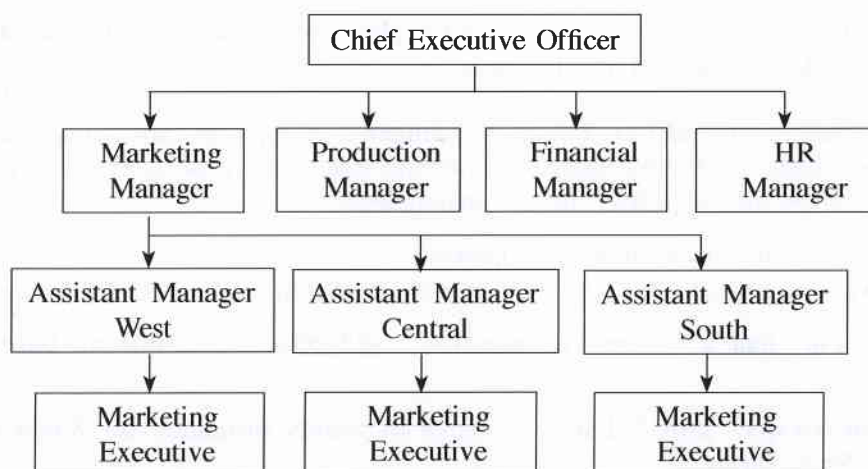 Chief Executive Officer
Marketing
Manager
Production
Manager
Financial
Manager
HR
Manager
Assistant Manager
West
Assistant Manager
Central
Assistant Manager
South
Marketing
Executive
Marketing
Executive
Marketing
Executive